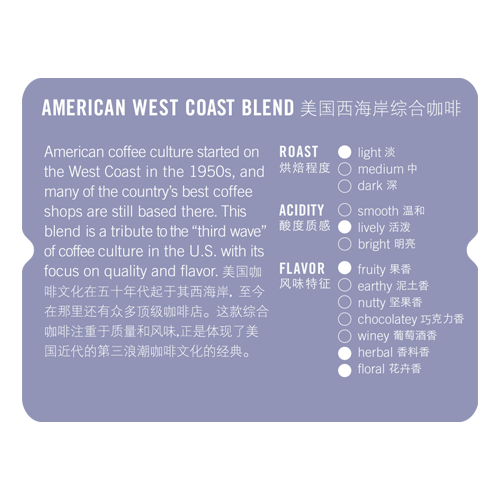 AMERICAN WEST COAST BLEND 美国西海岸综合咖啡
American coffee culture started on
the West Coast in the 1950s, and
many of the country's best coffee
shops are still based there. This
blend is a tribute to the "third wave"
of coffee culture in the U.S. with its
focus on quality and flavor. 美国咖
啡文化在五十年代起于其西海岸, 至今
在那里还有众多顶级咖啡店。这款综合
咖啡注重于质量和风味,正是体现了美
国近代的第三浪潮咖啡文化的经典。
ROAST
烘焙程度
light 淡
medium 中
dark 深
ACIDITY
酸度质感
smooth 温和
lively 活泼
bright 明亮
FLAVOR
风味特征
fruity 果香
earthy 泥土香
nutty 坚果香
chocolatey 巧克力香
winey 葡萄酒香
herbal 香料香
floral 花卉香